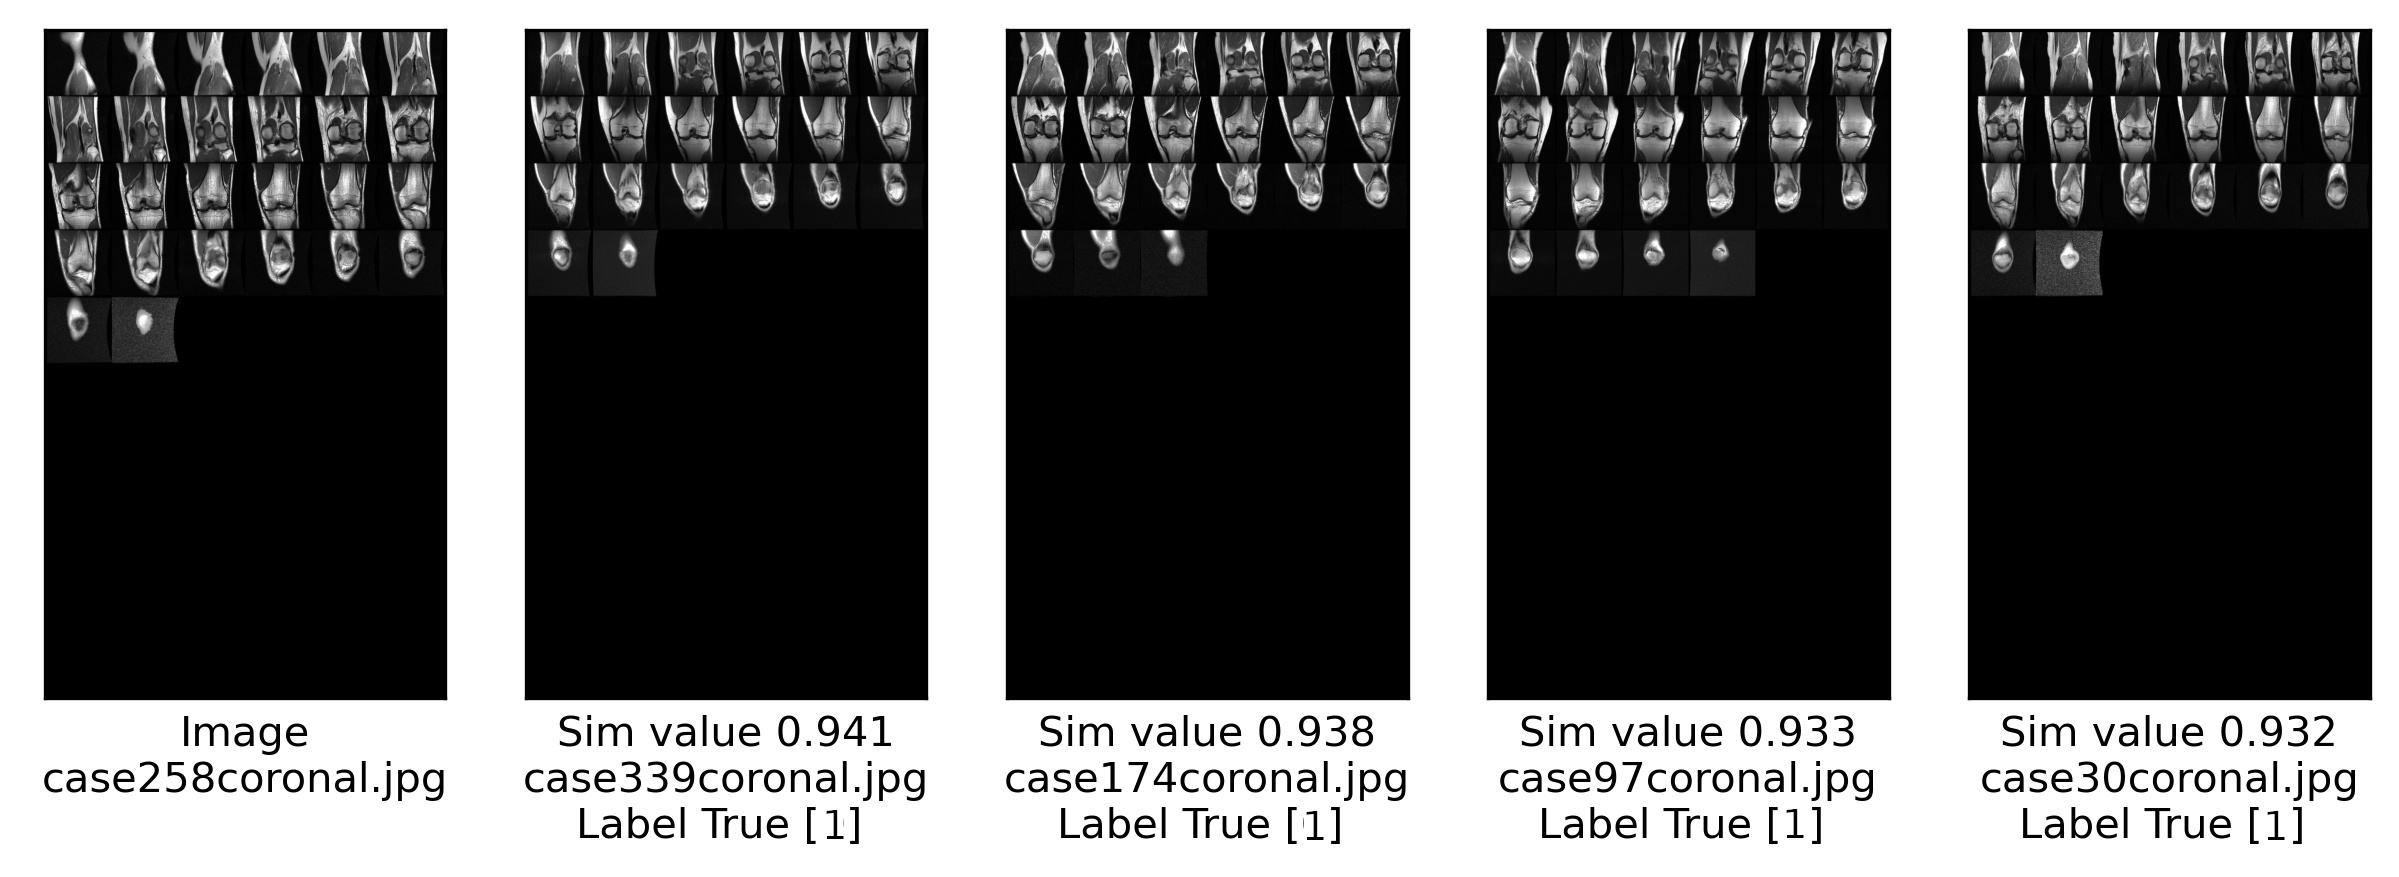 Image
case258coronal.jpg
Sim value 0.941
case339coronal.jpg
Label True [1]
Sim value 0.938
case174coronal.jpg
Label True [1]
Sim value 0.933
case97coronal.jpg
Label True [1]
Sim value 0.932
case30coronal.jpg
Label True [1]